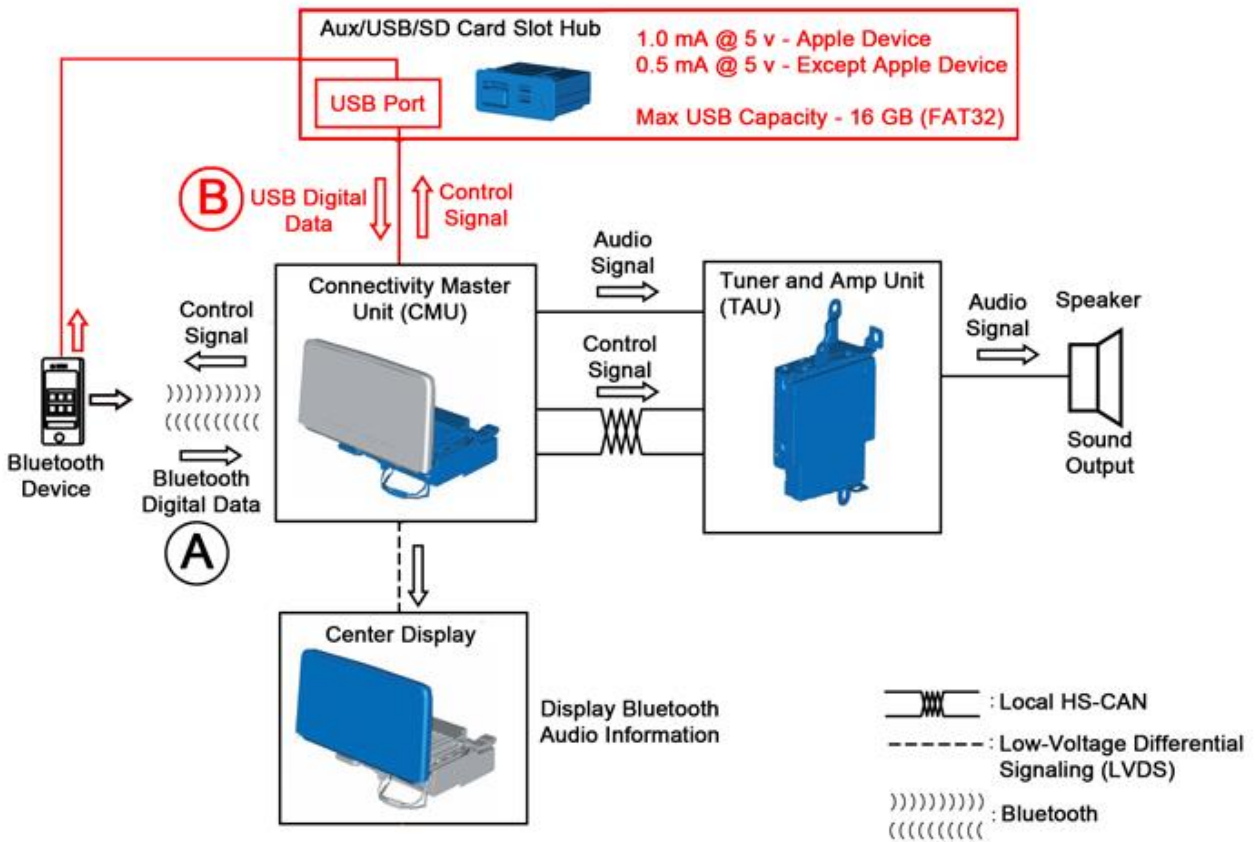 Aux/USB/SD Card Slot Hub
1.0 mA @ 5 v - Apple Device
0.5 mA @ 5 v - Except Apple Device
USB Port
Max USB Capacity - 16 GB (FAT32)
B
USB Digital
Data
Control
Signal
Audio
Signal
Connectivity Master
Unit (CMU)
Tuner and Amp Unit
(TAU)
Audio
Signal
Speaker
Control
Signal
Control
Signal
Bluetooth
Device
Bluetooth
Digital Data
Sound
Output
A
Center Display
Display Bluetooth
Audio Information
: Local HS-CAN
: Low-Voltage Differential
Signaling (LVDS)
: Bluetooth